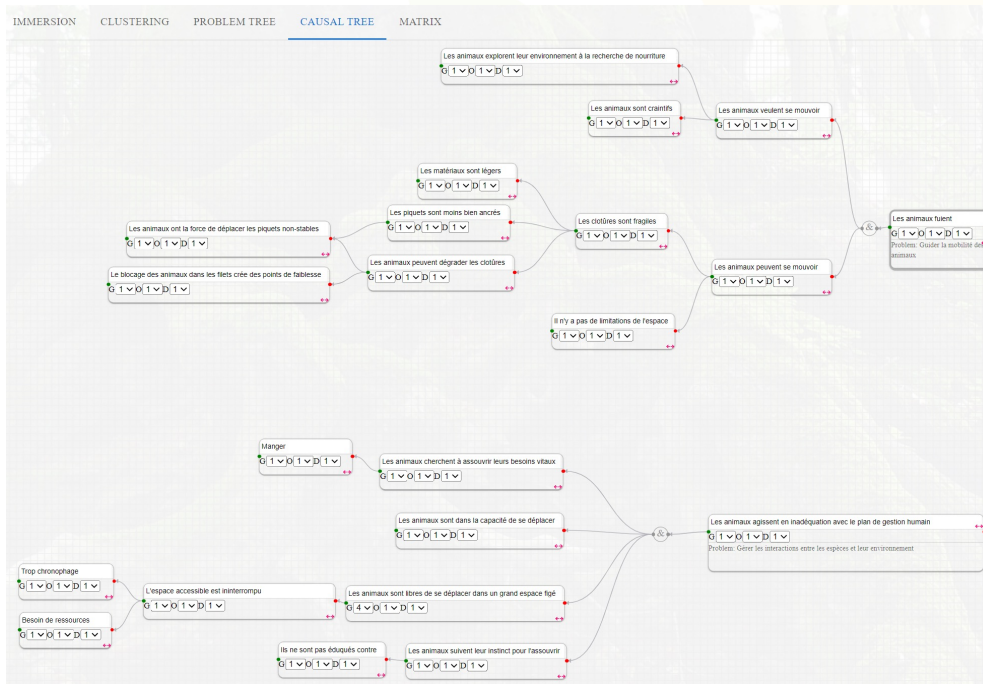 IMMERSION CLUSTERING PROBLEM TREE CAUSAL TREE MATRIX
Les animaux explorent leur environnement à la recherche de nourriture
G 1 O 1 D 1
Les animaux sont craintifs
G 1 O 1 D 1
Les animaux veulent se mouvoir
G 1 O 1 D 1
Les matériaux sont légers
G 1 O 1 D 1
Les piquets sont moins bien ancrés
G 1 O 1 D 1
Les animaux ont la force de déplacer les piquets non-stables
G 1 O 1 D 1
Les clotûres sont fragiles
G 1 O 1 D 1
&
Les animaux fuient
G 1 O 1 D 1
Problem: Guider la mobilité des
animaux
Le blocage des animaux dans les filets crée des points de faiblesse
G 1 O 1 D 1
Les animaux peuvent dégrader les clotûres
G 1 O 1 D 1
Les animaux peuvent se mouvoir
G 1 O 1 D 1
Il n'y a pas de limitations de l'espace
G 1 O 1 D 1
Manger
G 1 O 1 D 1
Les animaux cherchent à assouvrir leurs besoins vitaux
G 1 O 1 D 1
Les animaux sont dans la capacité de se déplacer
G 1 O 1 D 1
&
Les animaux agissent en inadéquation avec le plan de gestion humain
G 1 O 1 D 1
Problem: Gérer les interactions entre les espèces et leur environnement
Trop chronophage
G 1 O 1 D 1
L'espace accessible est ininterrompu
G 1 O 1 D 1
Les animaux sont libres de se déplacer dans un grand espace figé
G 4 O 1 D 1
Besoin de ressources
G 1 O 1 D 1
Ils ne sont pas éduqués contre
G 1 O 1 D 1
Les animaux suivent leur instinct pour l'assouvrir
G 1 O 1 D 1